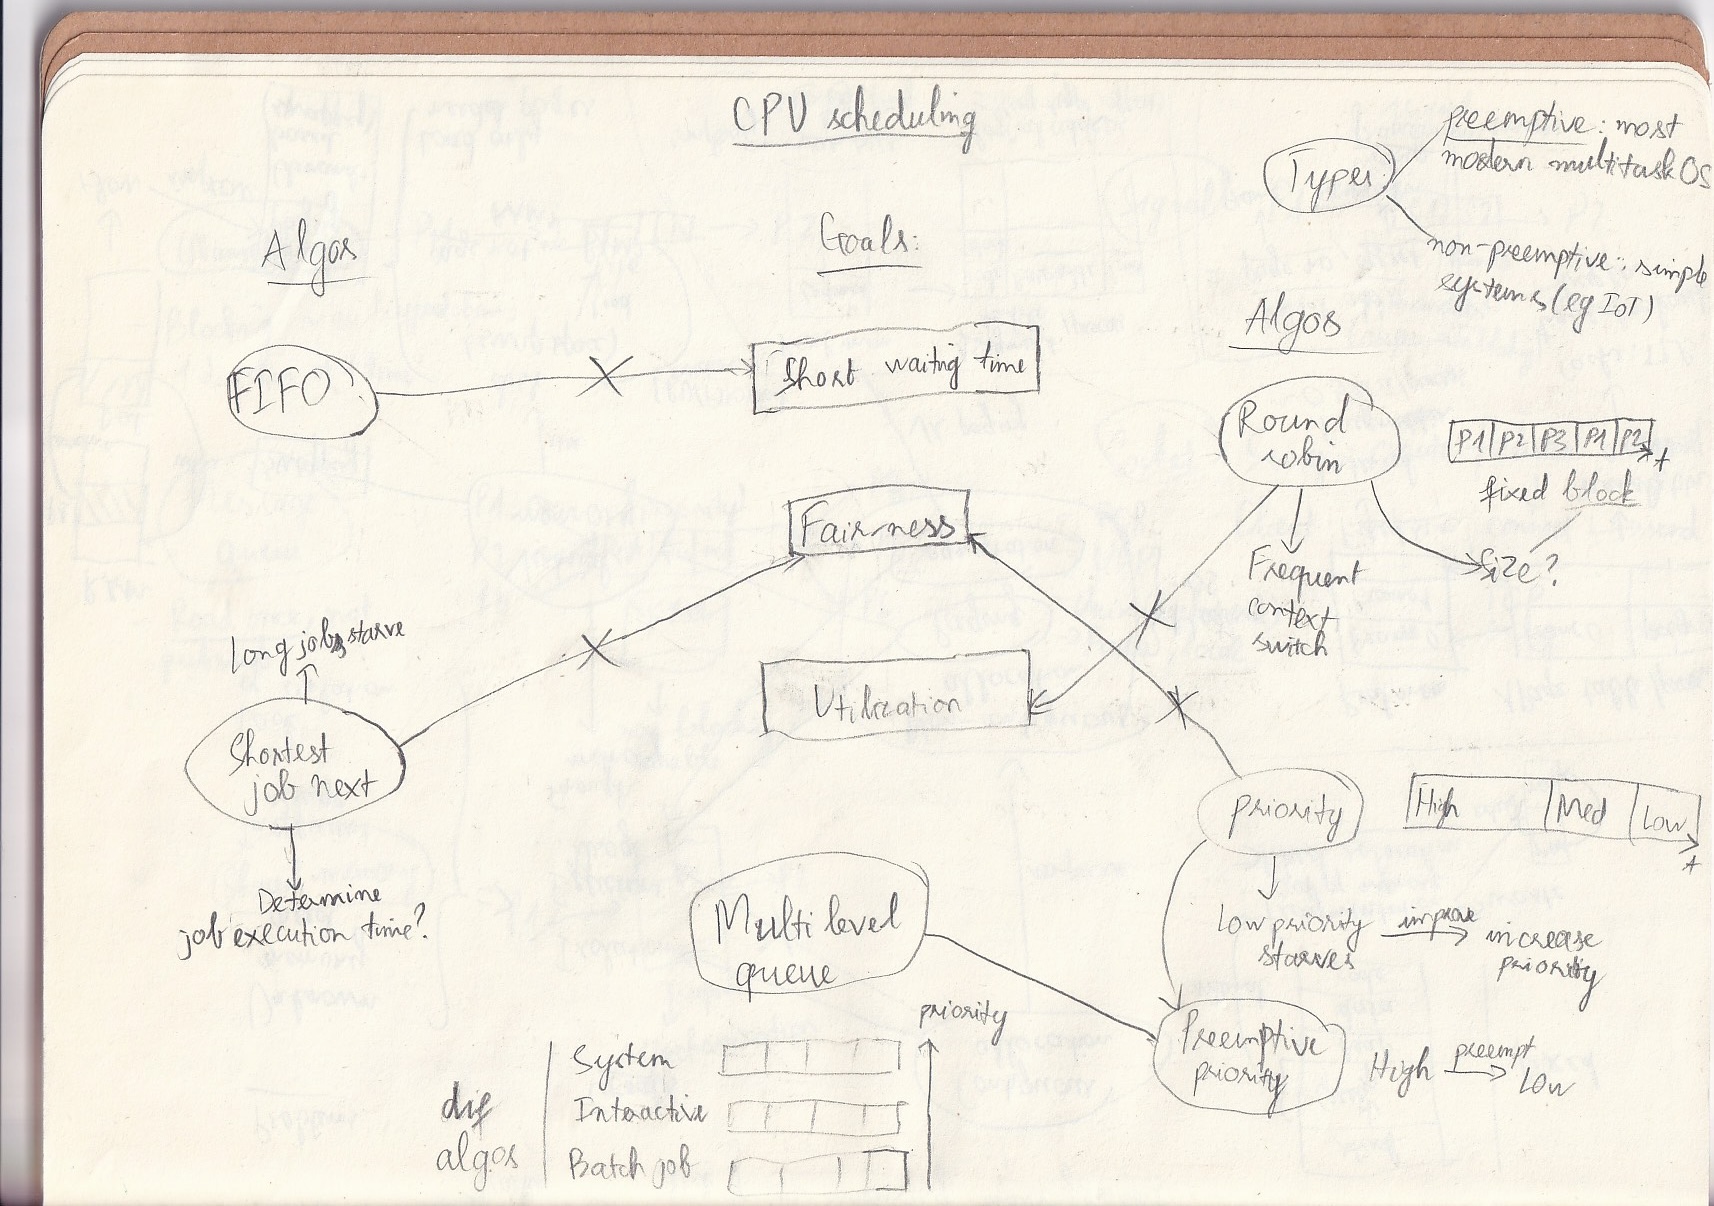 CPU scheduling
Types
preemptive: most
modern multitask OS
non-preemptive: simple
systems (eg IoT)
Algos
Goals:
Algos
FIFO
Short waiting time
Round
robin
P1 P2 P3 P1 P2
t
fixed block
Fairness
Frequent
context
switch
Size?
Long jobs starve
Shortest
job next
Utilization
Determine
job execution time?
priority
High Med Low
t
Low priority
starves
improve
increase
priority
Multi level
queue
priority
Preemptive
priority
High preempt Low
System
Interactive
Batch job
dif
algos